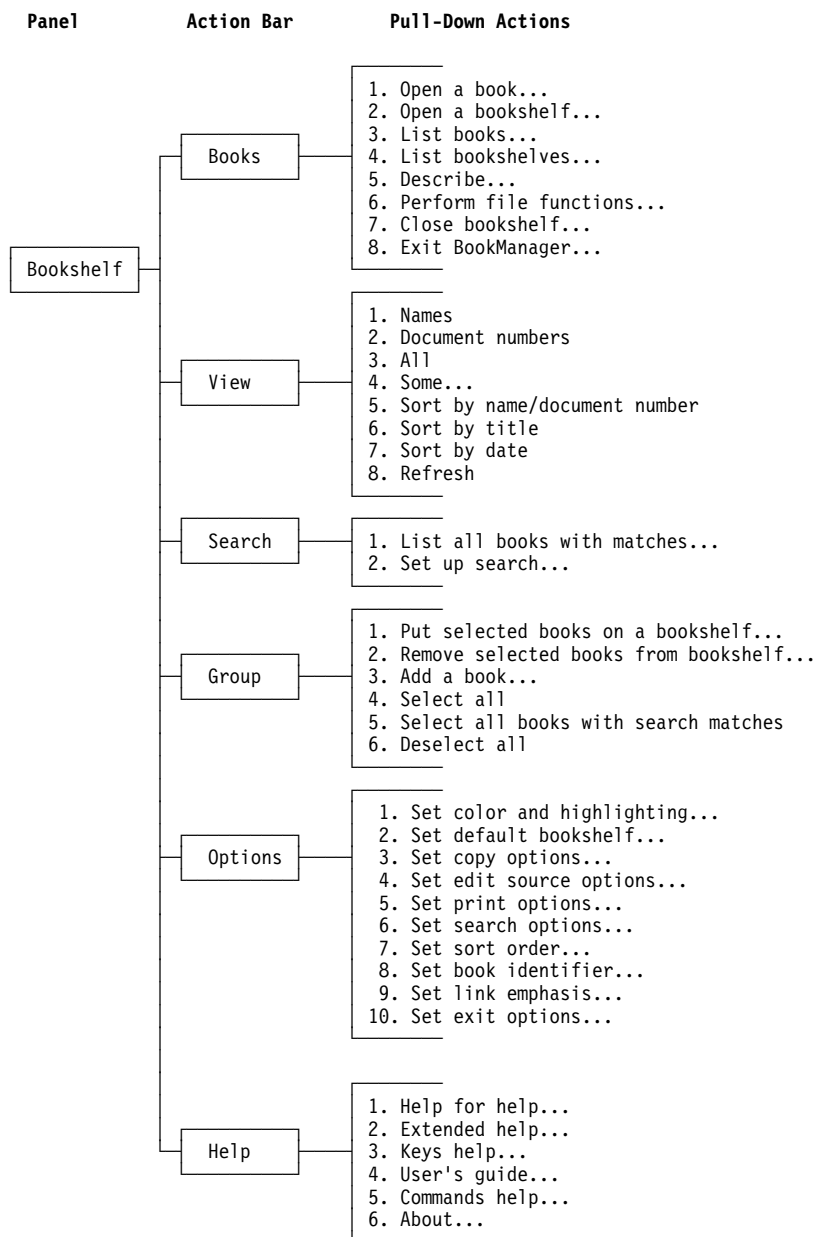 Panel Action Bar Pull-Down Actions
1. Open a book...
2. Open a bookshelf...
3. List books...
Books 4. List bookshelves...
5. Describe...
6. Perform file functions...
7. Close bookshelf...
8. Exit BookManager...
Bookshelf
1. Names
2. Document numbers
3. All
View 4. Some...
5. Sort by name/document number
6. Sort by title
7. Sort by date
8. Refresh
Search 1. List all books with matches...
2. Set up search...
1. Put selected books on a bookshelf...
2. Remove selected books from bookshelf...
Group 3. Add a book...
4. Select all
5. Select all books with search matches
6. Deselect all
1. Set color and highlighting...
2. Set default bookshelf...
Options 3. Set copy options...
4. Set edit source options...
5. Set print options...
6. Set search options...
7. Set sort order...
8. Set book identifier...
9. Set link emphasis...
10. Set exit options...
1. Help for help...
2. Extended help...
Help 3. Keys help...
4. User's guide...
5. Commands help...
6. About...